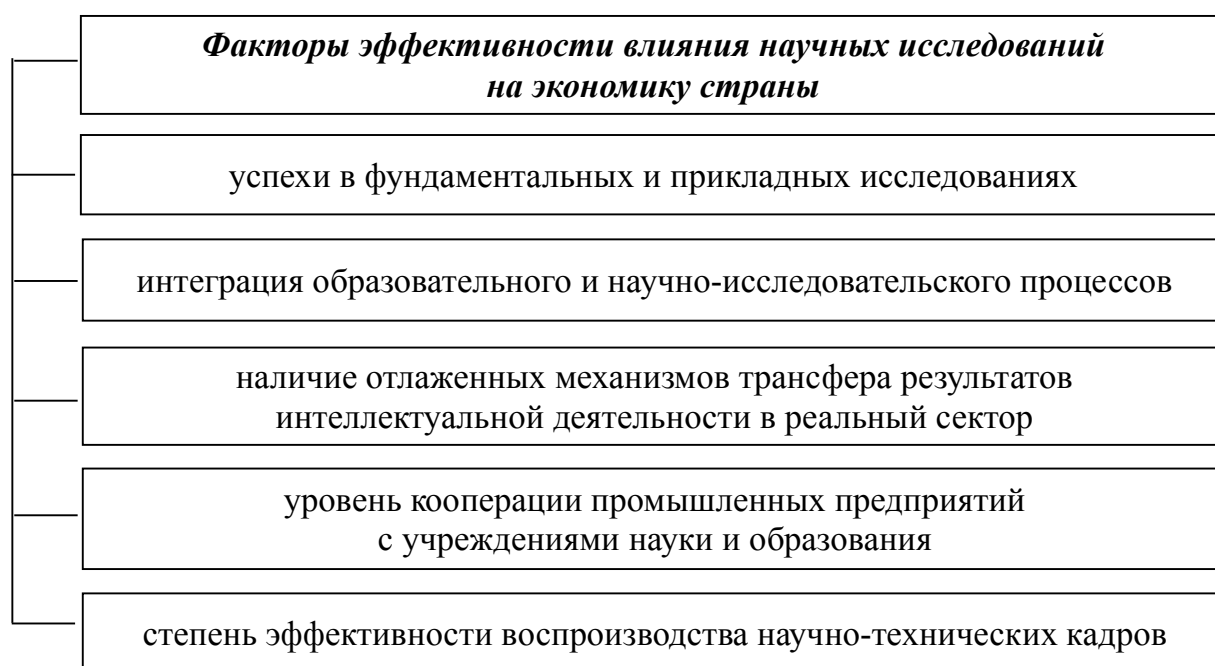 Факторы эффективности влияния научных исследований
на экономику страны
успехи в фундаментальных и прикладных исследованиях
интеграция образовательного и научно-исследовательского процессов
наличие отлаженных механизмов трансфера результатов
интеллектуальной деятельности в реальный сектор
уровень кооперации промышленных предприятий
с учреждениями науки и образования
степень эффективности воспроизводства научно-технических кадров